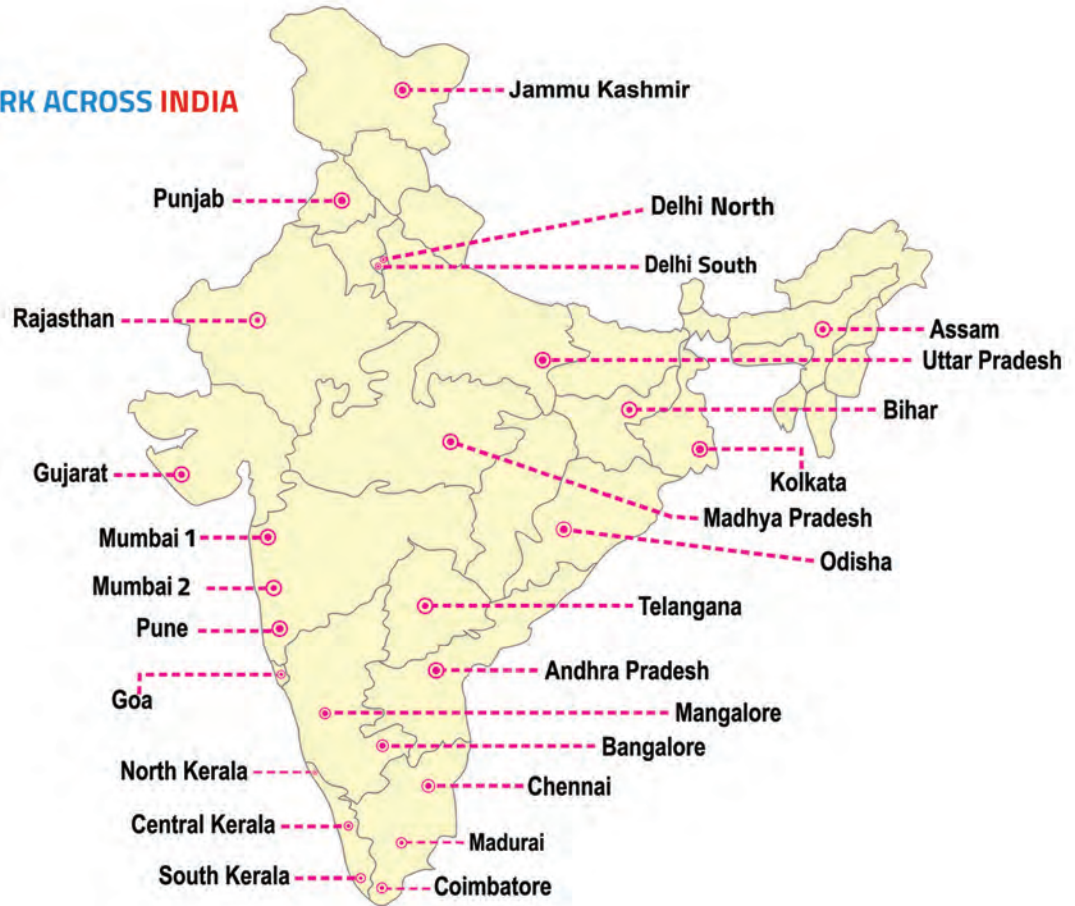 RK ACROSS INDIA
Jammu Kashmir
Punjab
Delhi North
Delhi South
Rajasthan
Assam
Uttar Pradesh
Bihar
Gujarat
Kolkata
Madhya Pradesh
Mumbai 1
Odisha
Mumbai 2
Telangana
Pune
Andhra Pradesh
Goa
Mangalore
Bangalore
North Kerala
Chennai
Central Kerala
Madurai
South Kerala
Coimbatore